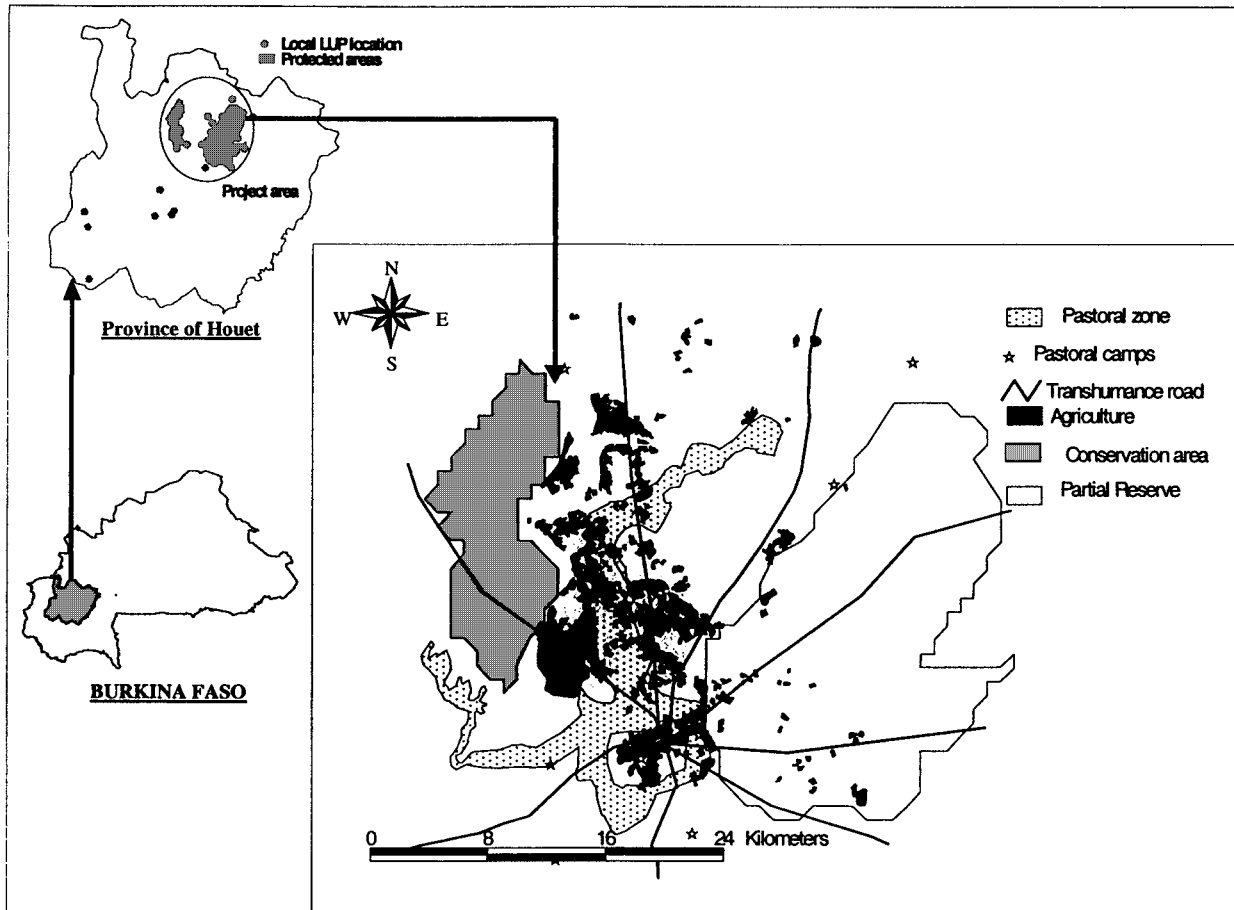 Local LUP location
Protected areas
Project area
Province of Houet
N
W E
S
Pastoral zone
Pastoral camps
Transhumance road
Agriculture
Conservation area
Partial Reserve
BURKINA FASO
0 8 16 24 Kilometers